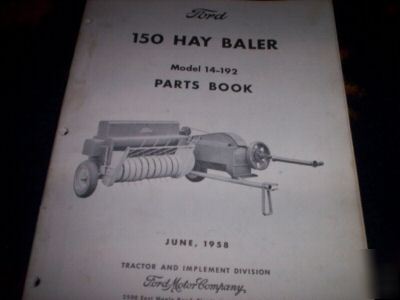 Ford
150 HAY BALER
Model 14-192
PARTS BOOK
JUNE, 1958
TRACTOR AND IMPLEMENT DIVISION
Ford Motor Company,